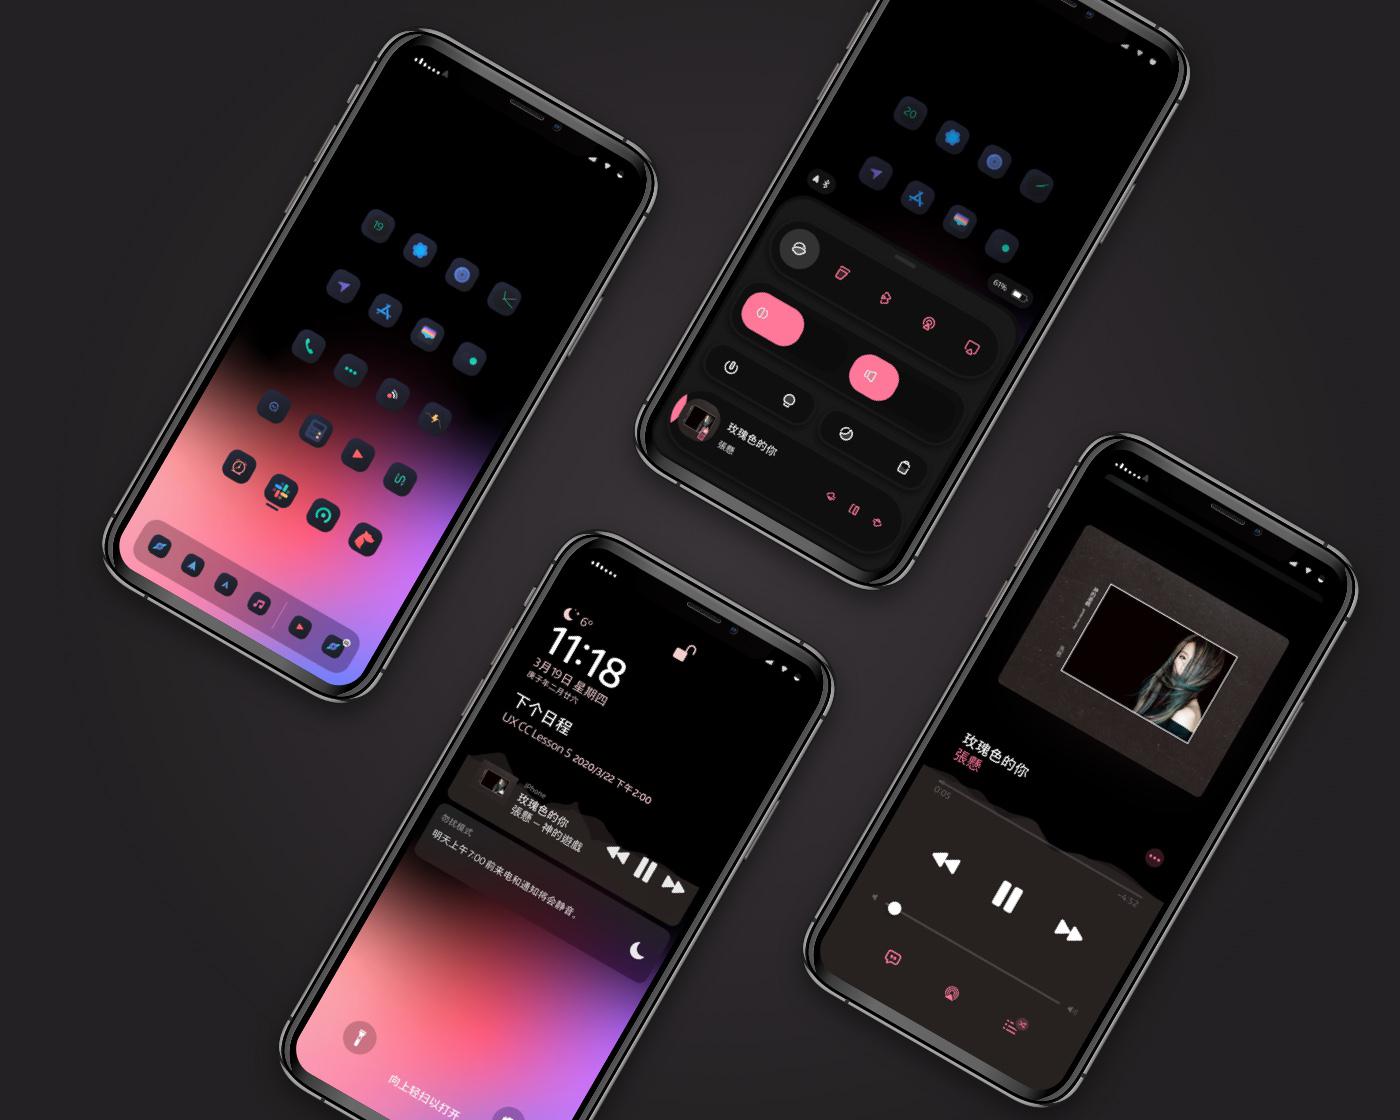 19
20
61%
玫瑰色的你
張懸
6°
11:18
3月19日 星期四
庚子年二月廿六
下个日程
UX CC Lesson 5 2020/3/22 下午2:00
iPhone
玫瑰色的你
張懸 – 神的遊戲
勿扰模式
明天上午7:00前来电和通知将会静音。
向上轻扫以打开
玫瑰色的你
張懸
0:05
-4:52